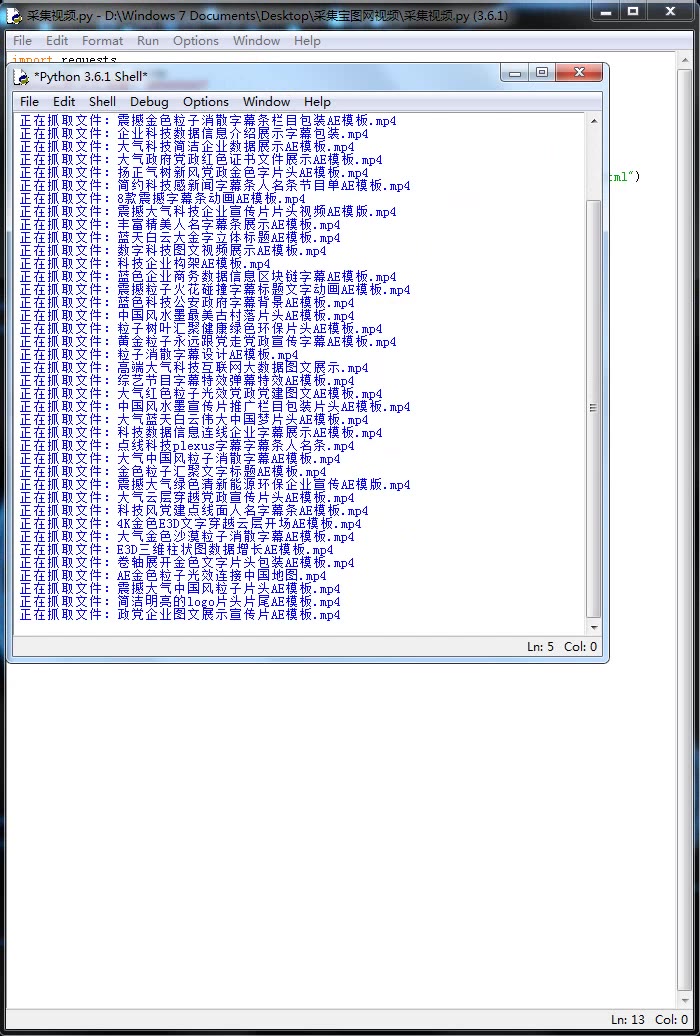 采集视频.py - D:\Windows 7 Documents\Desktop\采集宝图网视频\采集视频.py (3.6.1)
File Edit Format Run Options Window Help
import requests
*Python 3.6.1 Shell*
File Edit Shell Debug Options Window Help
正在抓取文件：震撼金色粒子消散字幕条栏目包装AE模板.mp4
正在抓取文件：企业科技数据信息介绍展示字幕包装.mp4
正在抓取文件：大气科技简洁企业数据展示AE模板.mp4
正在抓取文件：大气政府党政红色证书文件展示AE模板.mp4
正在抓取文件：扬正气树新风党政金色字片头AE模板.mp4
正在抓取文件：简约科技感新闻字幕条人名条节目单AE模板.mp4
正在抓取文件：8款震撼字幕条动画AE模板.mp4
正在抓取文件：震撼大气科技企业宣传片片头视频AE模版.mp4
正在抓取文件：丰富精美人名字幕条展示AE模板.mp4
正在抓取文件：蓝天白云大金字立体标题AE模板.mp4
正在抓取文件：数字科技图文视频展示AE模板.mp4
正在抓取文件：科技企业构架AE模板.mp4
正在抓取文件：蓝色企业商务数据信息区块链字幕AE模板.mp4
正在抓取文件：震撼粒子火花碰撞字幕标题文字动画AE模板.mp4
正在抓取文件：蓝色科技公安政府字幕背景AE模板.mp4
正在抓取文件：中国风水墨最美古村落片头AE模板.mp4
正在抓取文件：粒子树叶汇聚健康绿色环保片头AE模板.mp4
正在抓取文件：黄金粒子永远跟党走党政宣传字幕AE模板.mp4
正在抓取文件：粒子消散字幕设计AE模板.mp4
正在抓取文件：高端大气科技互联网大数据图文展示.mp4
正在抓取文件：综艺节目字幕特效弹幕特效AE模板.mp4
正在抓取文件：大气红色粒子光效党政党建图文AE模板.mp4
正在抓取文件：中国风水墨宣传片推广栏目包装片头AE模板.mp4
正在抓取文件：大气蓝天白云伟大中国梦片头AE模板.mp4
正在抓取文件：科技数据信息连线企业字幕展示AE模板.mp4
正在抓取文件：点线科技plexus字幕字幕条人名条.mp4
正在抓取文件：大气中国风粒子消散字幕AE模板.mp4
正在抓取文件：金色粒子汇聚文字标题AE模板.mp4
正在抓取文件：震撼大气绿色清新能源环保企业宣传AE模版.mp4
正在抓取文件：大气云层穿越党政宣传片头AE模板.mp4
正在抓取文件：科技风党建点线面人名字幕条AE模板.mp4
正在抓取文件：4K金色E3D文字穿越云层开场AE模板.mp4
正在抓取文件：大气金色沙漠粒子消散字幕AE模板.mp4
正在抓取文件：E3D三维柱状图数据增长AE模板.mp4
正在抓取文件：卷轴展开金色文字片头包装AE模板.mp4
正在抓取文件：AE金色粒子光效连接中国地图.mp4
正在抓取文件：震撼大气中国风粒子片头AE模板.mp4
正在抓取文件：简洁明亮的logo片头片尾AE模板.mp4
正在抓取文件：政党企业图文展示宣传片AE模板.mp4
tml")
Ln: 5 Col: 0
Ln: 13 Col: 0